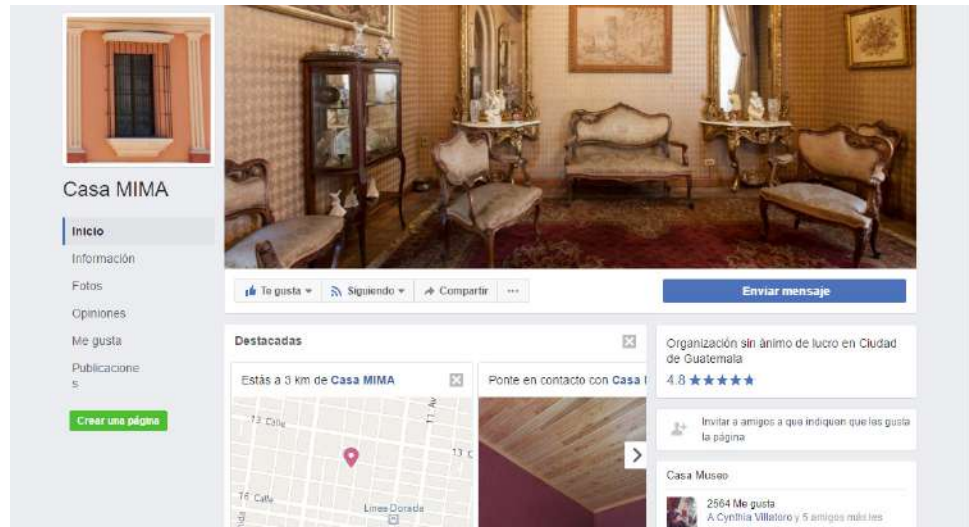 Casa MIMA
Inicio
Información
Fotos
Opiniones
Me gusta
Publicacione
s
Crear una página
Te gusta
Siguiendo
Compartir
Enviar mensaje
Destacadas
Estás a 3 km de Casa MIMA
13 Calle
11 Av
13 C
16 Calle
Linea Dorada
Ponte en contacto con Casa
Organización sin ánimo de lucro en Ciudad
de Guatemala
4.8
Invitar a amigos a que indiquen que les gusta
la página
Casa Museo
2564 Me gusta
A Cynthia Villatoro y 5 amigos más les